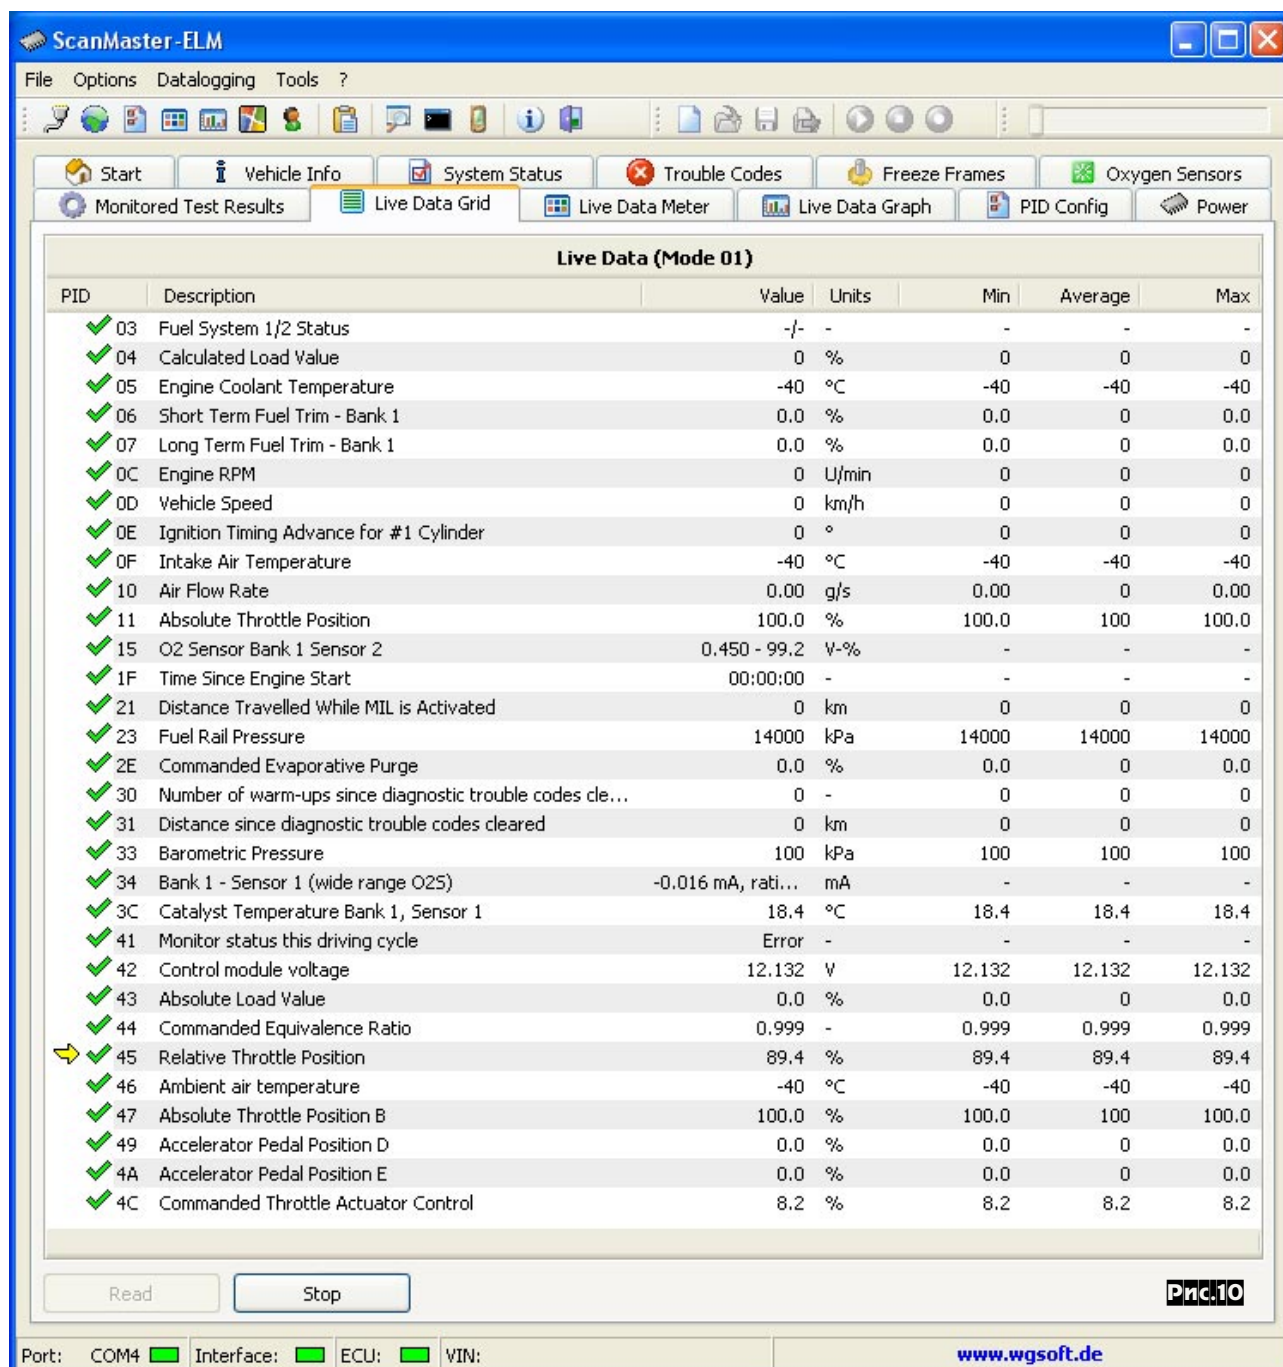 ScanMaster-ELM
File Options Datalogging Tools ?
Start Vehicle Info System Status Trouble Codes Freeze Frames Oxygen Sensors
Monitored Test Results Live Data Grid Live Data Meter Live Data Graph PID Config Power
Live Data (Mode 01)
PID Description Value Units Min Average Max
03 Fuel System 1/2 Status -/- - - - -
04 Calculated Load Value 0 % 0 0 0
05 Engine Coolant Temperature -40 °C -40 -40 -40
06 Short Term Fuel Trim - Bank 1 0.0 % 0.0 0 0.0
07 Long Term Fuel Trim - Bank 1 0.0 % 0.0 0 0.0
0C Engine RPM 0 U/min 0 0 0
0D Vehicle Speed 0 km/h 0 0 0
0E Ignition Timing Advance for #1 Cylinder 0 ° 0 0 0
0F Intake Air Temperature -40 °C -40 -40 -40
10 Air Flow Rate 0.00 g/s 0.00 0 0.00
11 Absolute Throttle Position 100.0 % 100.0 100 100.0
15 O2 Sensor Bank 1 Sensor 2 0.450 - 99.2 V-% - - -
1F Time Since Engine Start 00:00:00 - - - -
21 Distance Travelled While MIL is Activated 0 km 0 0 0
23 Fuel Rail Pressure 14000 kPa 14000 14000 14000
2E Commanded Evaporative Purge 0.0 % 0.0 0 0.0
30 Number of warm-ups since diagnostic trouble codes cle... 0 - 0 0 0
31 Distance since diagnostic trouble codes cleared 0 km 0 0 0
33 Barometric Pressure 100 kPa 100 100 100
34 Bank 1 - Sensor 1 (wide range O2S) -0.016 mA, rati... mA - - -
3C Catalyst Temperature Bank 1, Sensor 1 18.4 °C 18.4 18.4 18.4
41 Monitor status this driving cycle Error - - - -
42 Control module voltage 12.132 V 12.132 12.132 12.132
43 Absolute Load Value 0.0 % 0.0 0 0.0
44 Commanded Equivalence Ratio 0.999 - 0.999 0.999 0.999
45 Relative Throttle Position 89.4 % 89.4 89.4 89.4
46 Ambient air temperature -40 °C -40 -40 -40
47 Absolute Throttle Position B 100.0 % 100.0 100 100.0
49 Accelerator Pedal Position D 0.0 % 0.0 0 0.0
4A Accelerator Pedal Position E 0.0 % 0.0 0 0.0
4C Commanded Throttle Actuator Control 8.2 % 8.2 8.2 8.2
Read Stop Рис.10
Port: COM4 Interface: ECU: VIN: www.wgsoft.de